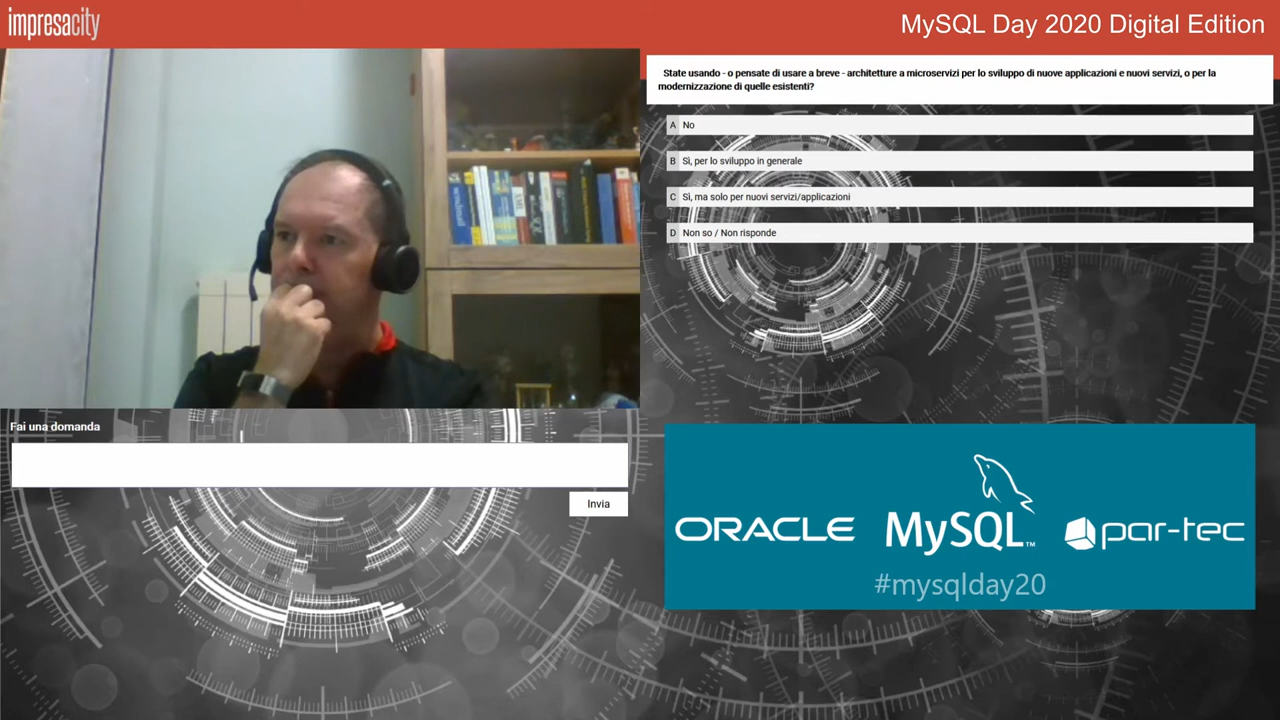 impresacity
MySQL Day 2020 Digital Edition
State usando - o pensate di usare a breve - architetture a microservizi per lo sviluppo di nuove applicazioni e nuovi servizi, o per la
modernizzazione di quelle esistenti?
A No
B Sì, per lo sviluppo in generale
C Sì, ma solo per nuovi servizi/applicazioni
D Non so / Non risponde
Fai una domanda
Invia
ORACLE
MySQL™
par-tec
#mysqlday20